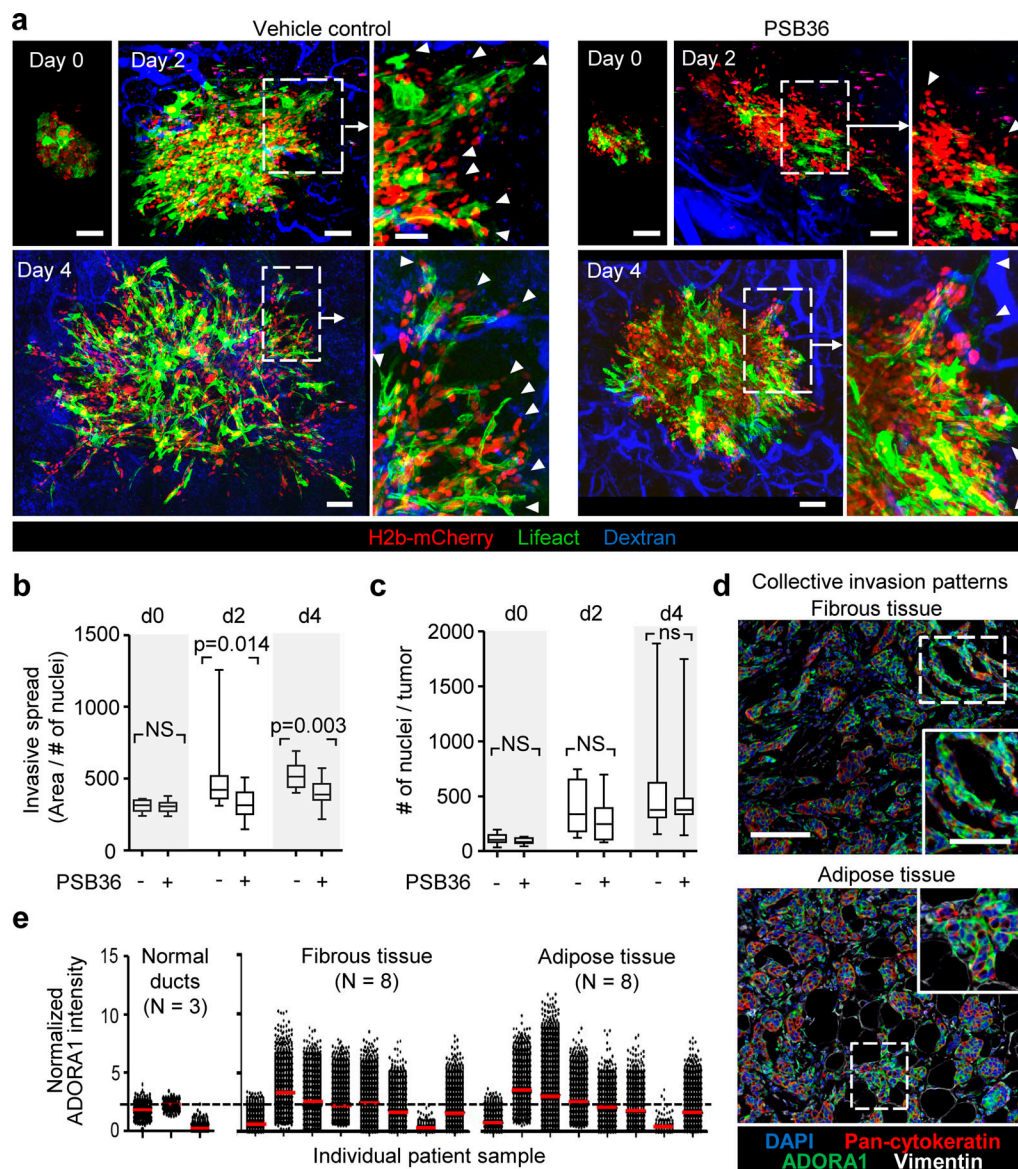 a
Vehicle control
PSB36
Day 0
Day 2
Day 0
Day 2
Day 4
Day 4
H2b-mCherry Lifeact Dextran
b
d0 d2 d4
Invasive spread
(Area / # of nuclei)
1500
1000
500
0
NS
p=0.014
p=0.003
PSB36 - + - + - +
c
d0 d2 d4
# of nuclei / tumor
2000
1500
1000
500
0
NS
NS
ns
- + - + - +
d
Collective invasion patterns
Fibrous tissue
Adipose tissue
DAPI Pan-cytokeratin
ADORA1 Vimentin
e
Normalized
ADORA1 intensity
15
10
5
0
Normal
ducts
(N = 3)
Fibrous tissue
(N = 8)
Adipose tissue
(N = 8)
Individual patient sample